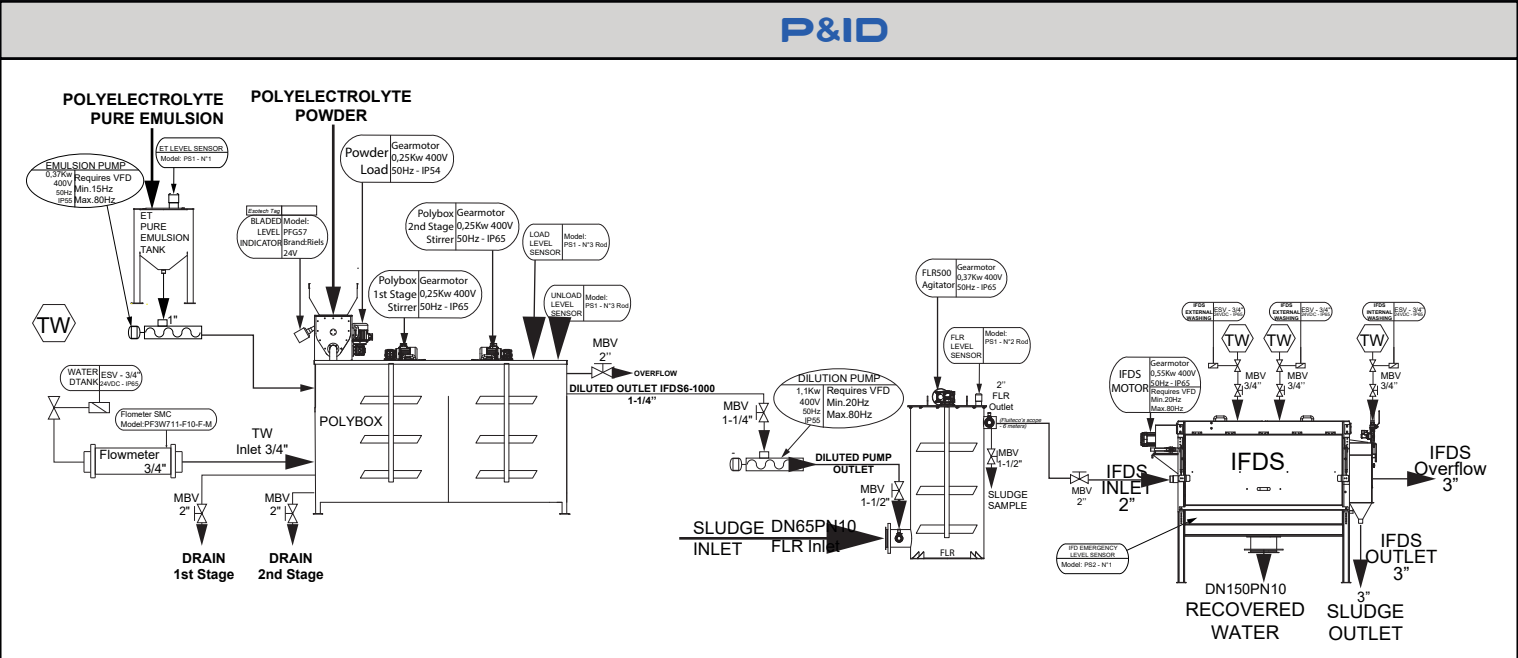 P&ID
POLYELECTROLYTE
PURE EMULSION
POLYELECTROLYTE
POWDER
ET LEVEL SENSOR
Model: PS1 - N°1
EMULSION PUMP
0,37Kw
400V
50Hz
IP55
Requires VFD
Min.15Hz
Max.80Hz
ET
PURE
EMULSION
TANK
1"
TW
Powder
Load
Gearmotor
0,25Kw 400V
50Hz - IP54
Esotech Tag
BLADED
LEVEL
INDICATOR
Model:
PFG57
Brand:Riels
24V
Polybox
1st Stage
Stirrer
Gearmotor
0,25Kw 400V
50Hz - IP65
Polybox
2nd Stage
Stirrer
Gearmotor
0,25Kw 400V
50Hz - IP65
LOAD
LEVEL
SENSOR
Model:
PS1 - N°3 Rod
UNLOAD
LEVEL
SENSOR
Model:
PS1 - N°3 Rod
MBV
2''
OVERFLOW
DILUTED OUTLET IFDS6-1000
1-1/4’’
POLYBOX
WATER
DTANK
ESV - 3/4"
24VDC - IP65
Flometer SMC
Model:PF3W711-F10-F-M
Flowmeter
3/4"
TW
Inlet 3/4"
MBV
2"
MBV
2"
DRAIN
1st Stage
DRAIN
2nd Stage
MBV
1-1/4"
DILUTION PUMP
1,1Kw
400V
50Hz
IP55
Requires VFD
Min.20Hz
Max.80Hz
DILUTED PUMP
OUTLET
MBV
1-1/2"
SLUDGE
INLET
DN65PN10
FLR Inlet
FLR500
Agitator
Gearmotor
0,37Kw 400V
50Hz - IP65
FLR
LEVEL
SENSOR
Model:
PS1 - N°2 Rod
2’’
FLR
Outlet
(Fluiteco's scope
- 6 meters)
MBV
1-1/2"
SLUDGE
SAMPLE
FLR
MBV
2’’
IFDS
INLET
2”
IFDS
MOTOR
Gearmotor
0,55Kw 400V
50Hz - IP65
Requires VFD
Min.20Hz
Max.80Hz
IFDS
EXTERNAL
WASHING
ESV - 3/4"
24VDC - IP65
IFDS
EXTERNAL
WASHING
ESV - 3/4"
24VDC - IP65
IFDS
INTERNAL
WASHING
ESV - 3/4"
24VDC - IP65
TW
TW
TW
MBV
3/4’’
MBV
3/4’’
MBV
3/4’’
IFDS
IFDS
Overflow
3”
IFD EMERGENCY
LEVEL SENSOR
Model: PS2 - N°1
DN150PN10
RECOVERED
WATER
IFDS
OUTLET
3”
3”
SLUDGE
OUTLET